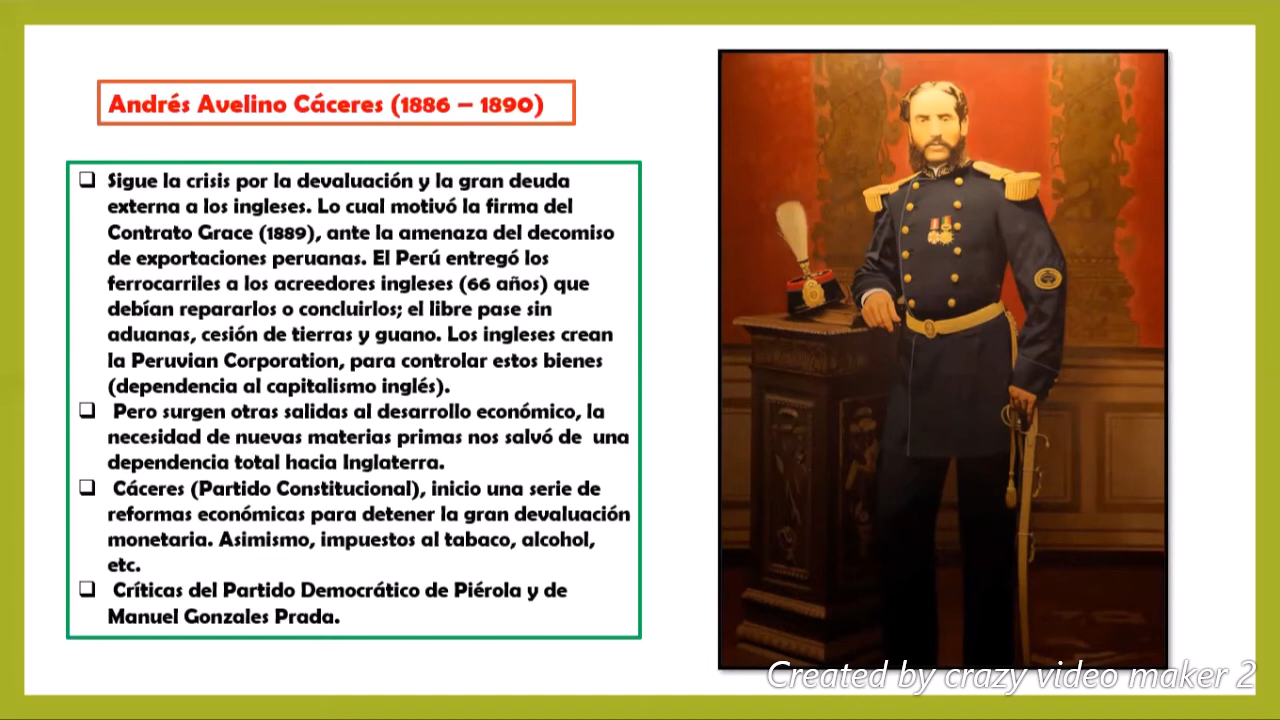 Andrés Avelino Cáceres (1886 – 1890)
❑ Sigue la crisis por la devaluación y la gran deuda
externa a los ingleses. Lo cual motivó la firma del
Contrato Grace (1889), ante la amenaza del decomiso
de exportaciones peruanas. El Perú entregó los
ferrocarriles a los acreedores ingleses (66 años) que
debían repararlos o concluirlos; el libre pase sin
aduanas, cesión de tierras y guano. Los ingleses crean
la Peruvian Corporation, para controlar estos bienes
(dependencia al capitalismo inglés).
❑ Pero surgen otras salidas al desarrollo económico, la
necesidad de nuevas materias primas nos salvó de una
dependencia total hacia Inglaterra.
❑ Cáceres (Partido Constitucional), inicio una serie de
reformas económicas para detener la gran devaluación
monetaria. Asimismo, impuestos al tabaco, alcohol,
etc.
❑ Críticas del Partido Democrático de Piérola y de
Manuel Gonzales Prada.
Created by crazy video maker 2